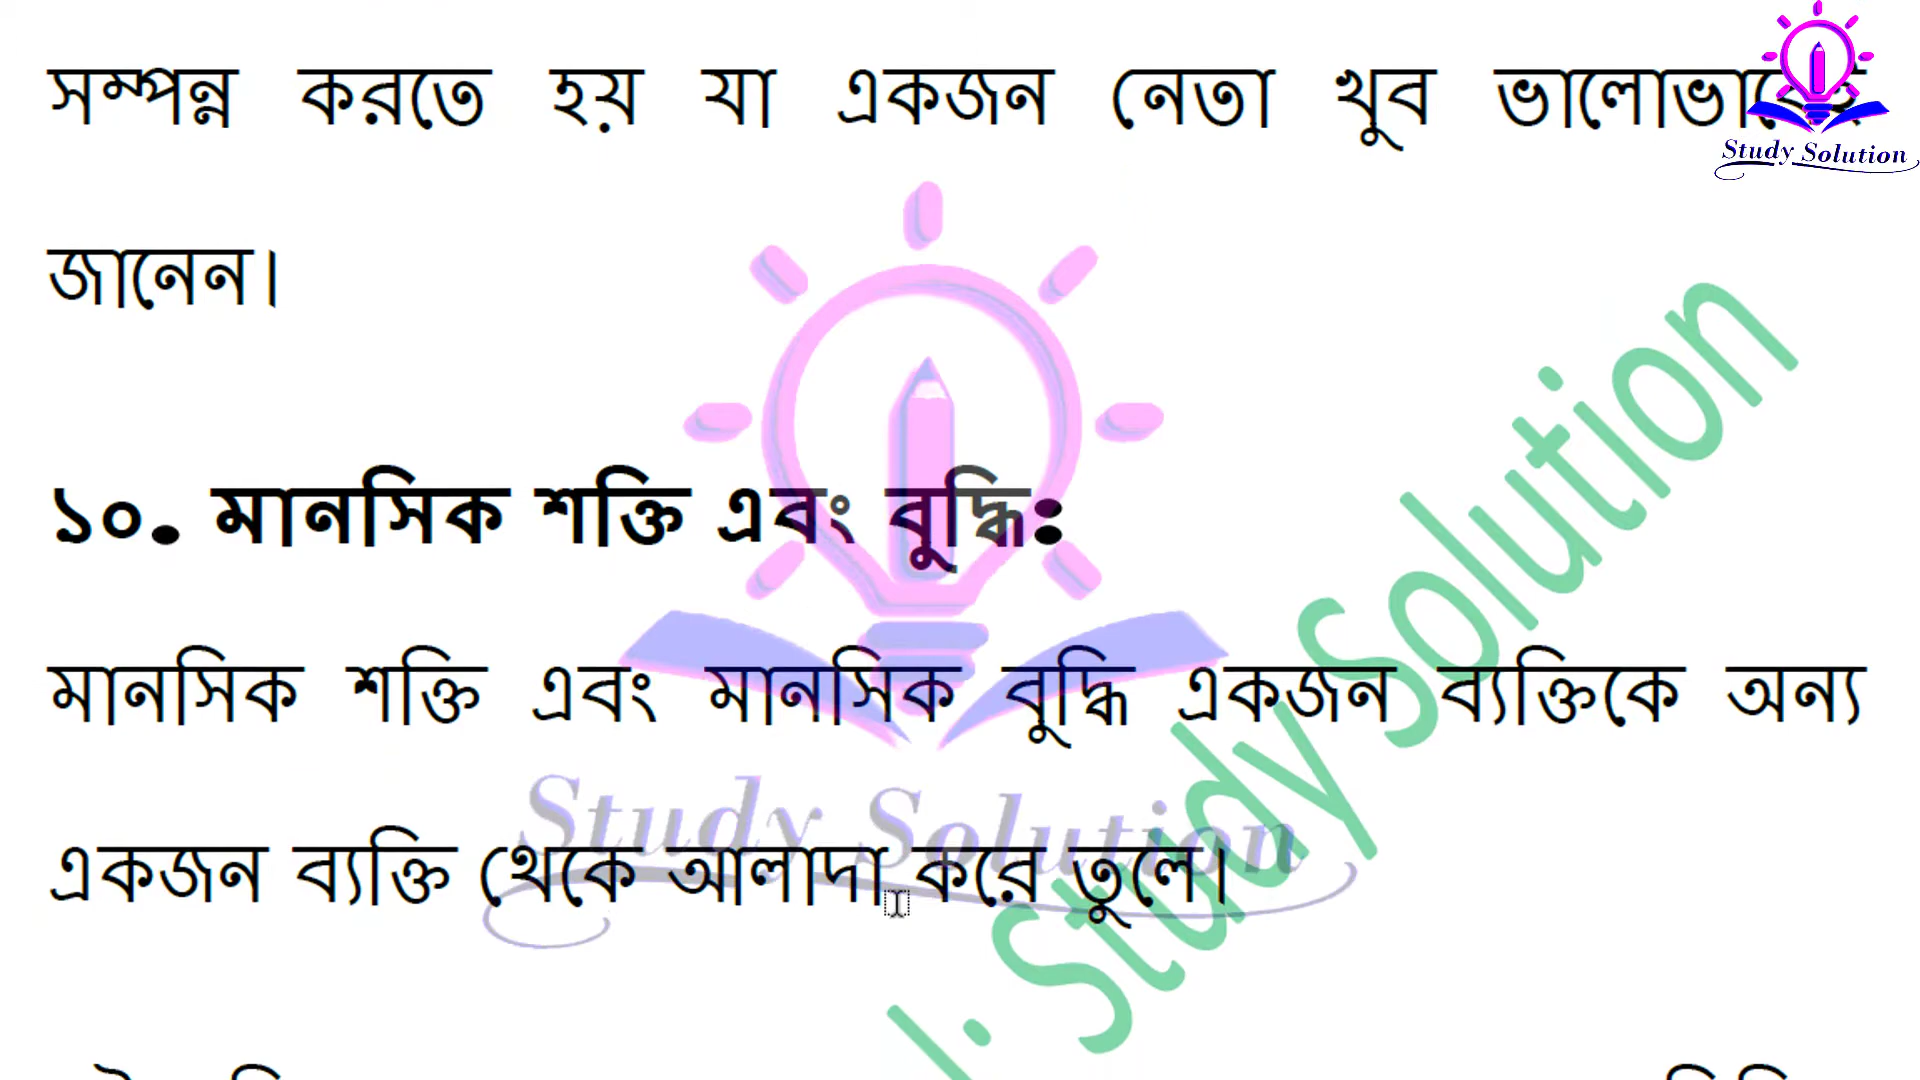 সম্পন্ন করতে হয় যা একজন নেতা খুব ভালোভাবেই
Study Solution
জানেন।
১০. মানসিক শক্তি এবং বুদ্ধি:
মানসিক শক্তি এবং মানসিক বুদ্ধি একজন ব্যক্তিকে অন্য
একজন ব্যক্তি থেকে আলাদা করে তুলে।
Study Solution
Study Solution